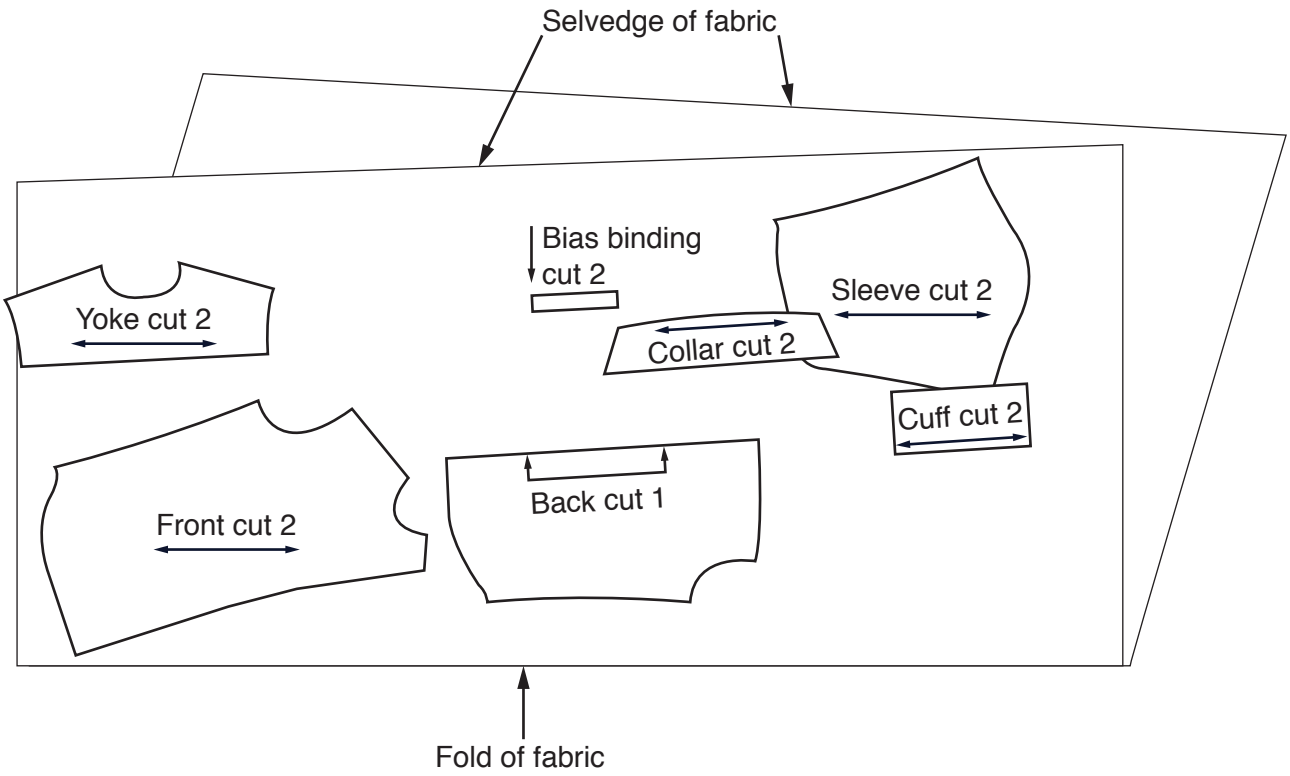 Selvedge of fabric
Bias binding
cut 2
Sleeve cut 2
Yoke cut 2
Collar cut 2
Cuff cut 2
Back cut 1
Front cut 2
Fold of fabric